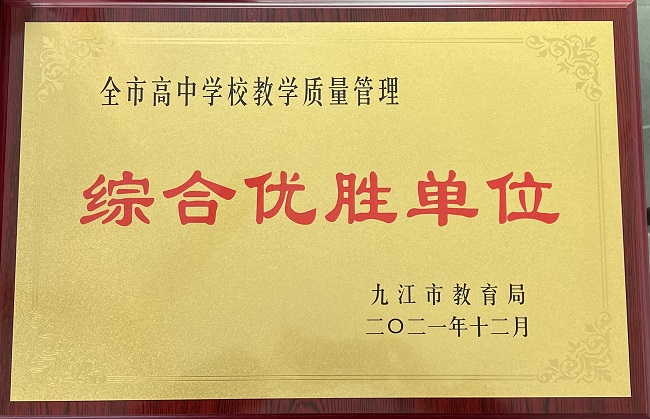 全市高中学校教学质量管理
综合优胜单位
九江市教育局
二〇二一年十二月